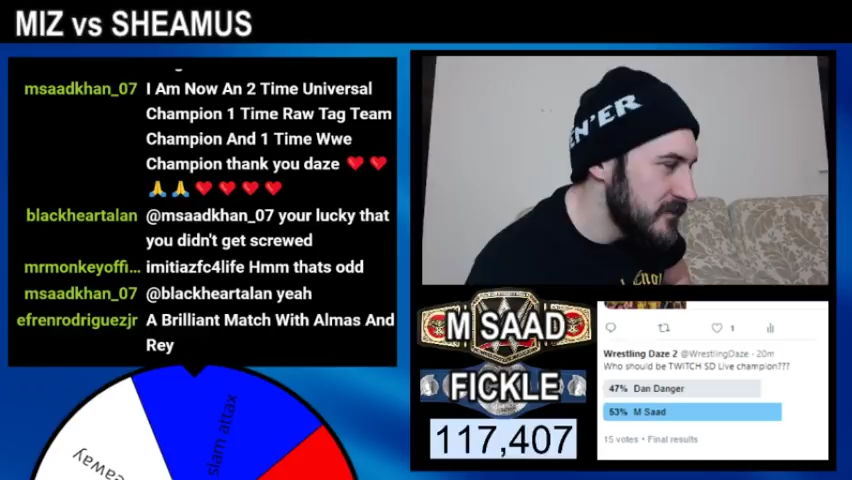 MIZ vs SHEAMUS
msaadkhan_07 I Am Now An 2 Time Universal
Champion 1 Time Raw Tag Team
Champion And 1 Time Wwe
Champion thank you daze ❤️ ❤️
🙏 🙏 ❤️ ❤️ ❤️ ❤️
blackheartalan @msaadkhan_07 your lucky that
you didn't get screwed
mrmonkeyoffi... imitiazfc4life Hmm thats odd
msaadkhan_07 @blackheartalan yeah
efrenrodriguezjr A Brilliant Match With Almas And
Rey
away
slam attax
EN'ER
M SAAD
FICKLE
117,407
1
Wrestling Daze 2 @WrestlingDaze · 20m
Who should be TWITCH SD Live champion???
47% Dan Danger
53% M Saad
15 votes · Final results